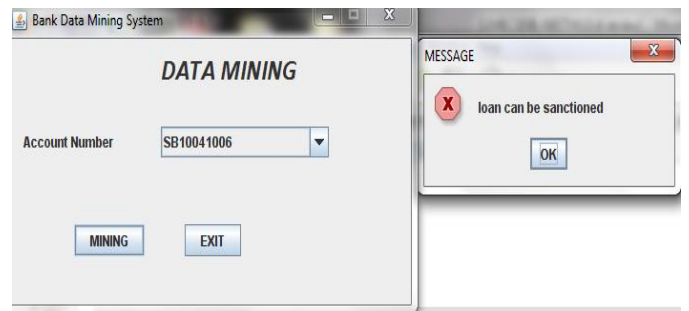 Bank Data Mining System
X
DATA MINING
Account Number
SB10041006
MINING
EXIT
MESSAGE
X
X
loan can be sanctioned
OK